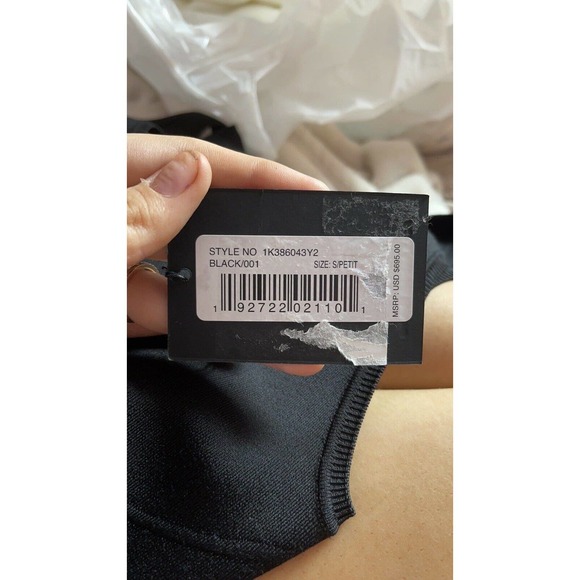 STYLE NO 1K386043Y2
BLACK/001 SIZE: S/PETIT
1 92722 02110 1
MSRP: USD $695.00